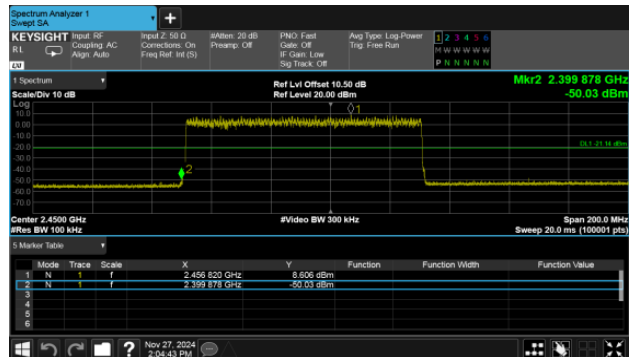 Spectrum Analyzer 1
Swept SA
+
KEYSIGHT Input: RF Input Z: 50 Ω #Atten: 20 dB PNO: Fast Avg Type: Log-Power 1 2 3 4 5 6
R L Coupling: AC Corrections: On Preamp: Off Gate: Off Trig: Free Run M W W W W W
Align: Auto Freq Ref: Int (S) IF Gain: Low
Sig Track: Off P N N N N N
LXI
1 Spectrum Ref Lvl Offset 10.50 dB Mkr2 2.399 878 GHz
Scale/Div 10 dB Ref Level 20.00 dBm -50.03 dBm
Log
10.0 1
0.00
-10.0
DL1 -21.14 dBm
-20.0
-30.0
-40.0 2
-50.0
-60.0
-70.0
Center 2.4500 GHz #Video BW 300 kHz Span 200.0 MHz
#Res BW 100 kHz Sweep 20.0 ms (100001 pts)
5 Marker Table
Mode Trace Scale X Y Function Function Width Function Value
1 N 1 f 2.456 820 GHz 8.606 dBm
2 N 1 f 2.399 878 GHz -50.03 dBm
3
4
5
6
? Nov 27, 2024
2:04:43 PM